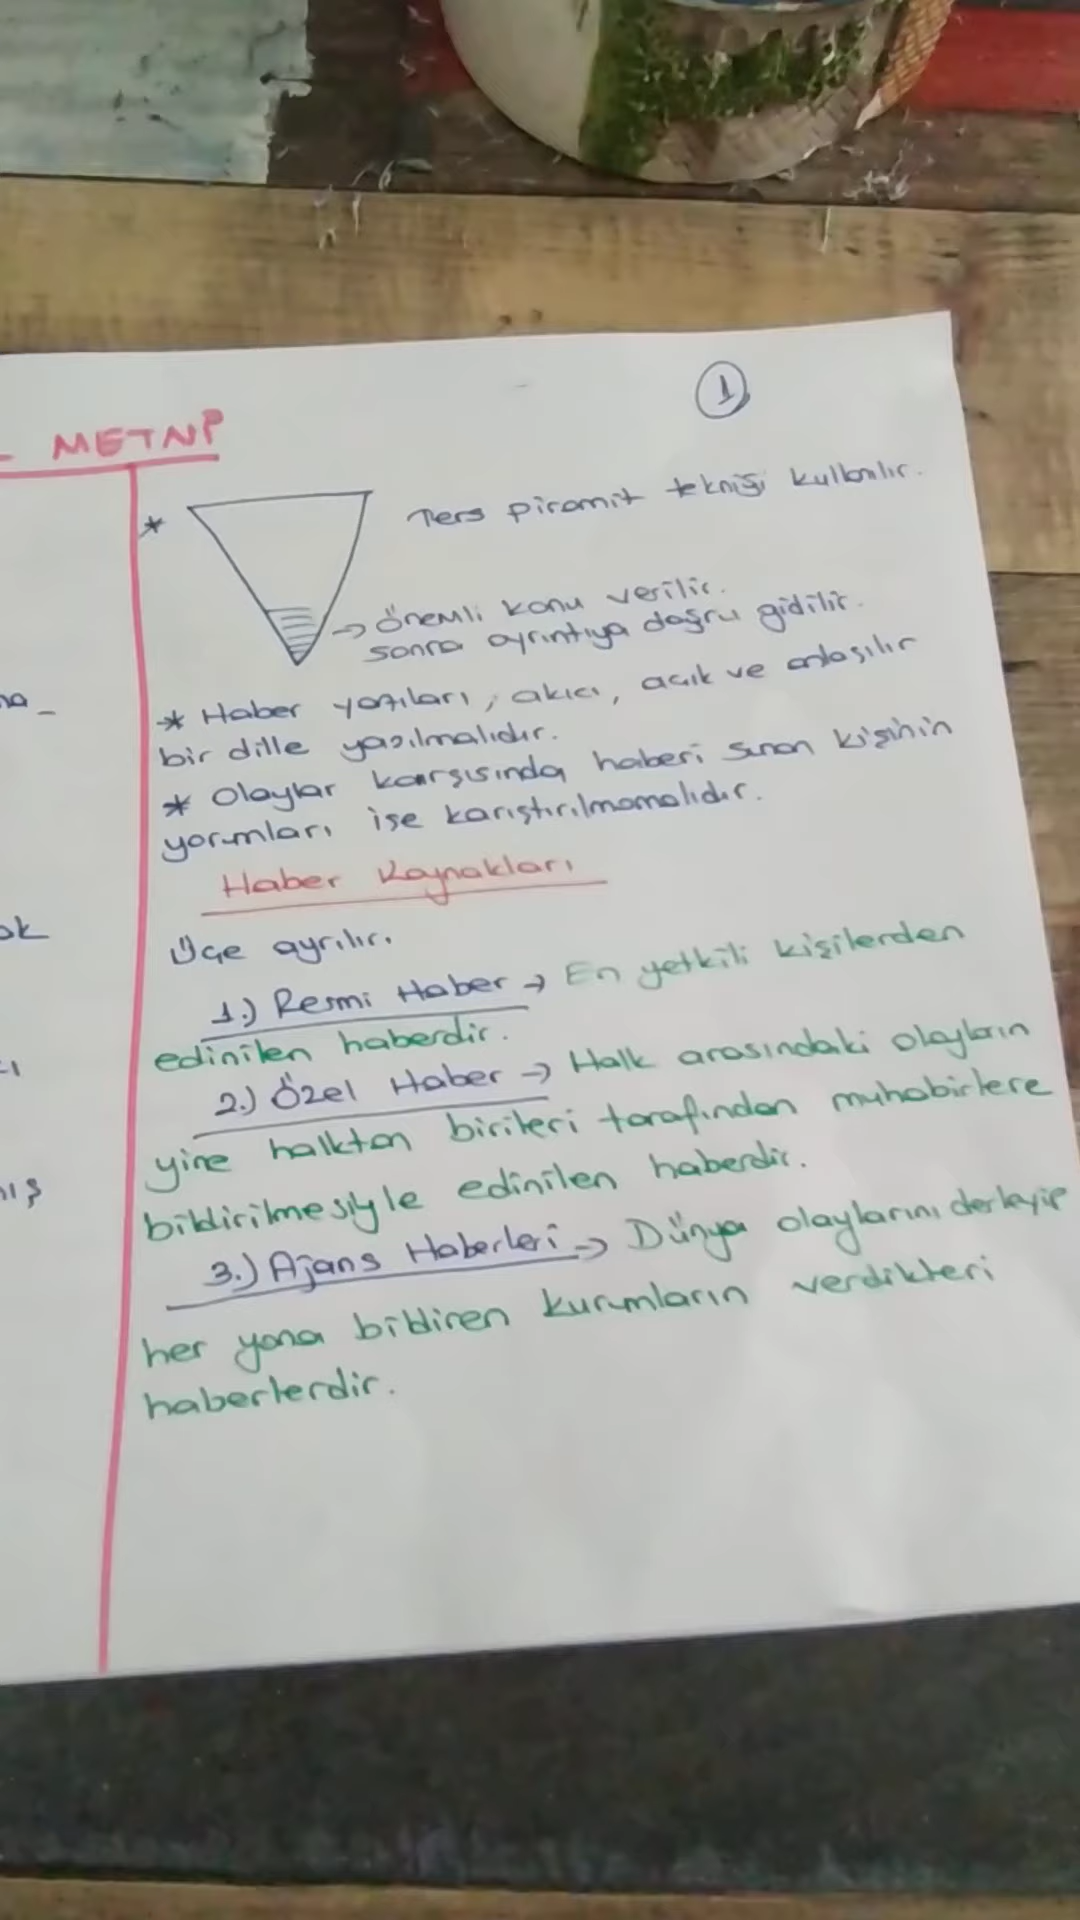 1
METNİ
* Ters piramit tekniği kullanılır.
→ Önemli konu verilir.
sonra ayrıntıya doğru gidilir.
* Haber yazıları, akıcı, açık ve anlaşılır
bir dille yazılmalıdır.
* Olaylar karşısında haberi sunan kişinin
yorumları ise karıştırılmamalıdır.
Haber Kaynakları
Üçe ayrılır.
1.) Resmi Haber → En yetkili kişilerden
edinilen haberdir.
2.) Özel Haber → Halk arasındaki olayların
yine halktan birileri tarafından muhabirlere
bildirilmesiyle edinilen haberdir.
3.) Ajans Haberleri → Dünya olaylarını derleyip
her yana bildiren kurumların verdikleri
haberlerdir.